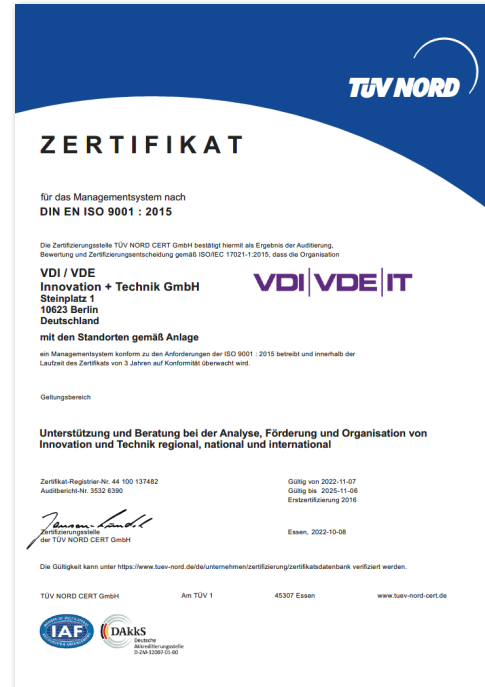 TÜV NORD
ZERTIFIKAT
für das Managementsystem nach
DIN EN ISO 9001 : 2015
Die Zertifizierungsstelle TÜV NORD CERT GmbH bestätigt hiermit als Ergebnis der Auditierung,
Bewertung und Zertifizierungsentscheidung gemäß ISO/IEC 17021-1:2015, dass die Organisation
VDI / VDE
Innovation + Technik GmbH
Steinplatz 1
10623 Berlin
Deutschland
VDI|VDE|IT
mit den Standorten gemäß Anlage
ein Managementsystem konform zu den Anforderungen der ISO 9001 : 2015 betreibt und innerhalb der
Laufzeit des Zertifikats von 3 Jahren auf Konformität überwacht wird.
Geltungsbereich
Unterstützung und Beratung bei der Analyse, Förderung und Organisation von
Innovation und Technik regional, national und international
Zertifikat-Registrier-Nr. 44 100 137482
Auditbericht-Nr. 3532 6390
Gültig von 2022-11-07
Gültig bis 2025-11-06
Erstzertifizierung 2016
Zertifizierungsstelle
der TÜV NORD CERT GmbH
Essen, 2022-10-08
Die Gültigkeit kann unter https://www.tuev-nord.de/de/unternehmen/zertifizierung/zertifikatsdatenbank verifiziert werden.
TÜV NORD CERT GmbH Am TÜV 1 45307 Essen www.tuev-nord-cert.de
IAF
DAkkS
Deutsche
Akkreditierungsstelle
D-ZM-12007-01-00